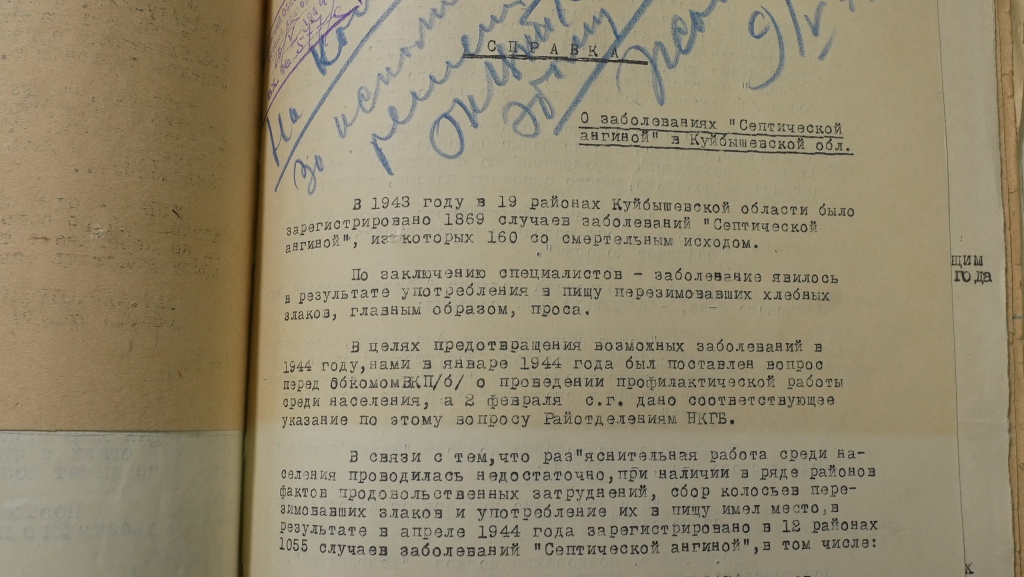 На
за
СПРАВКА
9/V
О заболеваниях "Септической
ангиной" в Куйбышевской обл.
В 1943 году в 19 районах Куйбышевской области было
зарегистрировано 1869 случаев заболеваний "Септической
ангиной", из которых 160 со смертельным исходом.
По заключению специалистов - заболевание явилось
в результате употребления в пищу перезимовавших хлебных
злаков, главным образом, проса.
В целях предотвращения возможных заболеваний в
1944 году, нами в январе 1944 года был поставлен вопрос
перед Обкомом ВКП/б/ о проведении профилактической работы
среди населения, а 2 февраля с.г. дано соответствующее
указание по этому вопросу Райотделениям НКГБ.
В связи с тем, что раз"яснительная работа среди на-
селения проводилась недостаточно, при наличии в ряде районов
фактов продовольственных затруднений, сбор колосьев пере-
зимовавших злаков и употребление их в пищу имел место, в
результате в апреле 1944 года зарегистрировано в 12 районах
1055 случаев заболеваний "Септической ангиной", в том числе:
щим
года
к